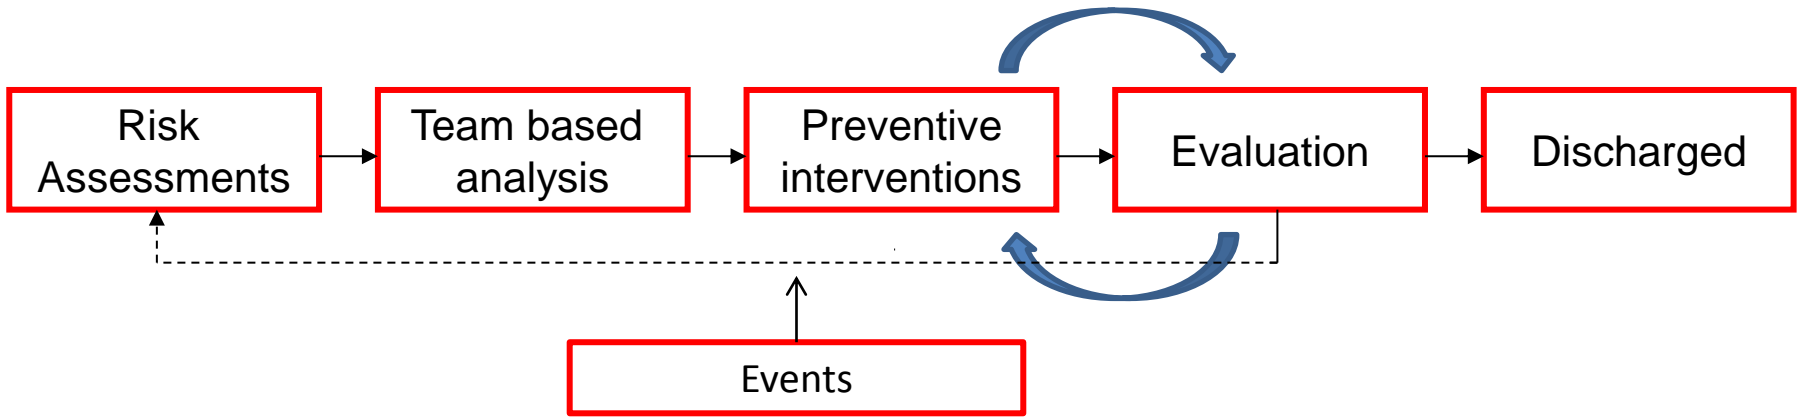 Risk
Assessments
Team based
analysis
Preventive
interventions
Evaluation
Discharged
Events